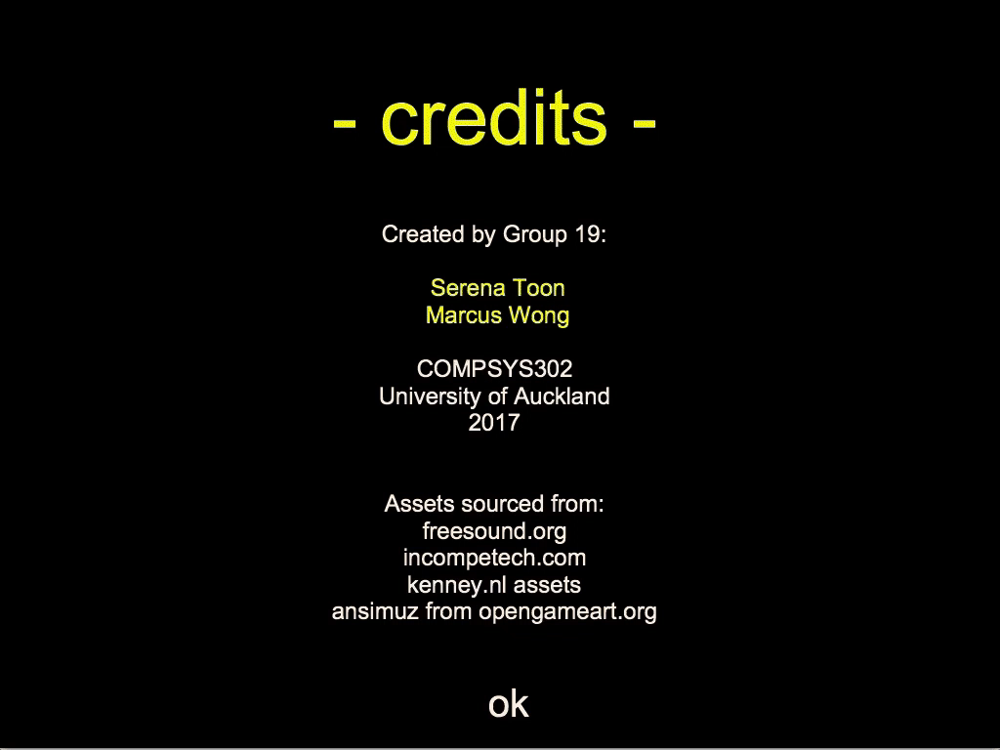 - credits -
Created by Group 19:
Serena Toon
Marcus Wong
COMPSYS302
University of Auckland
2017
Assets sourced from:
freesound.org
incompetech.com
kenney.nl assets
ansimuz from opengameart.org
ok